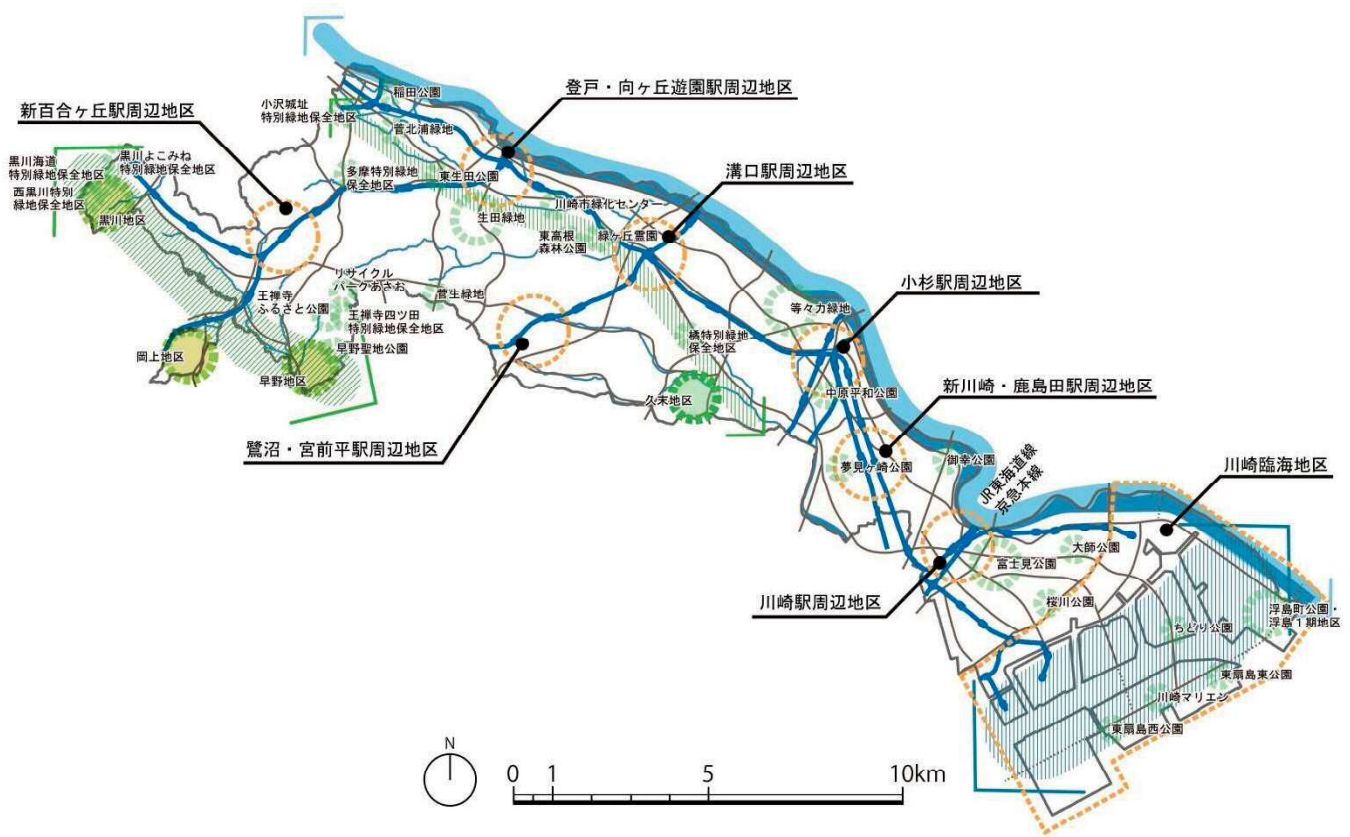 登戸・向ヶ丘遊園駅周辺地区
稲田公園
新百合ヶ丘駅周辺地区
小沢城址
特別緑地保全地区
菅北浦緑地
黒川海道
特別緑地保全地区
黒川よこみね
特別緑地保全地区
西黒川特別
緑地保全地区
黒川地区
多摩特別緑地
保全地区
東生田公園
溝口駅周辺地区
川崎市緑化センター
生田緑地
東高根
森林公園
緑ヶ丘霊園
リサイクル
パークあさお
菅生緑地
王禅寺
ふるさと公園
王禅寺四ツ田
特別緑地保全地区
早野聖地公園
小杉駅周辺地区
等々力緑地
橘特別緑地
保全地区
岡上地区
早野地区
久末地区
中原平和公園
新川崎・鹿島田駅周辺地区
鷺沼・宮前平駅周辺地区
夢見ヶ崎公園
御幸公園
JR東海道線
京急本線
川崎臨海地区
大師公園
富士見公園
川崎駅周辺地区
桜川公園
浮島町公園・
浮島1期地区
ちどり公園
東扇島東公園
川崎マリエン
東扇島西公園
N
0 1 5 10km